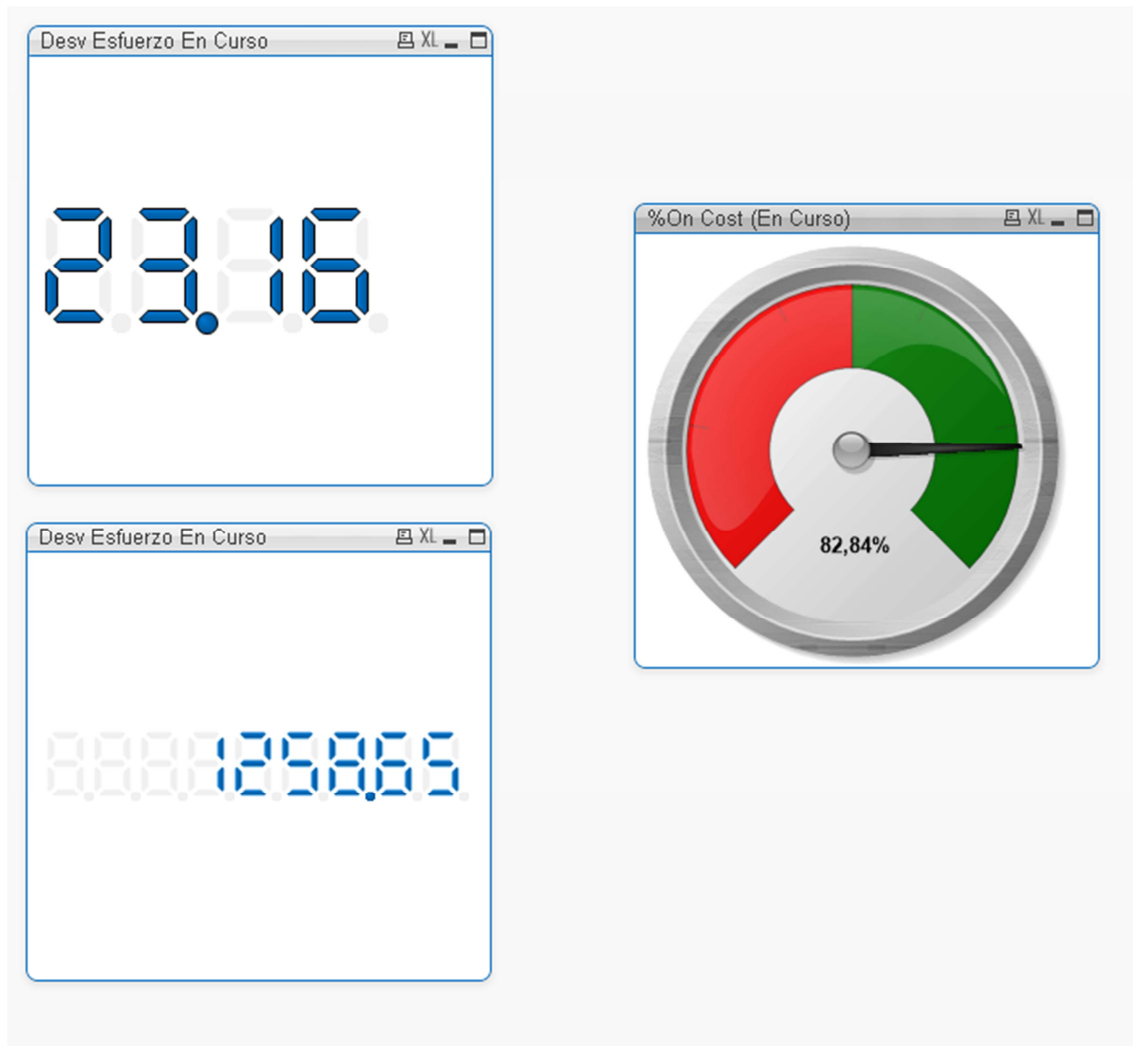 Desv Esfuerzo En Curso XL
23.16
%On Cost (En Curso) XL
82,84%
Desv Esfuerzo En Curso XL
1258.65